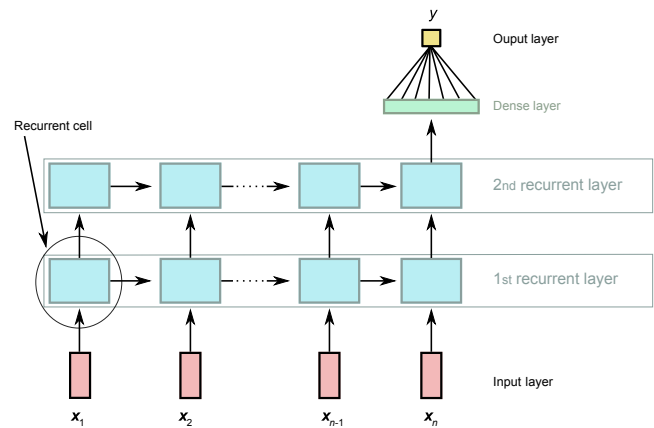 y
Ouput layer
Dense layer
Recurrent cell
2nd recurrent layer
1st recurrent layer
Input layer
x1 x2 xn-1 xn